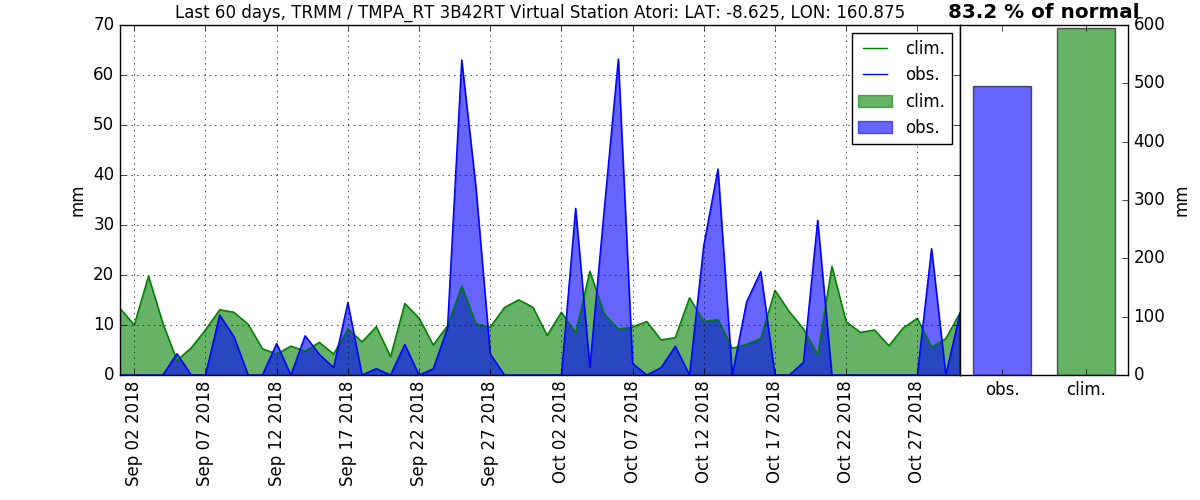 Last 60 days, TRMM / TMPA_RT 3B42RT Virtual Station Atori: LAT: -8.625, LON: 160.875
83.2 % of normal
70
60
50
40
30
20
10
0
mm
clim.
obs.
clim.
obs.
Sep 02 2018
Sep 07 2018
Sep 12 2018
Sep 17 2018
Sep 22 2018
Sep 27 2018
Oct 02 2018
Oct 07 2018
Oct 12 2018
Oct 17 2018
Oct 22 2018
Oct 27 2018
600
500
400
300
200
100
0
mm
obs.
clim.